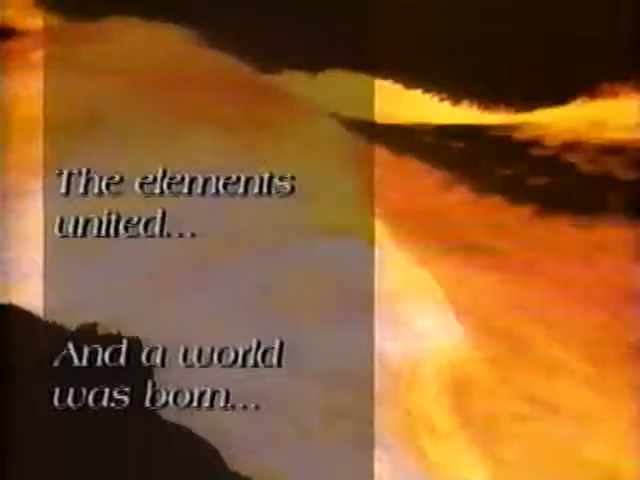 The elements
united...
And a world
was born...